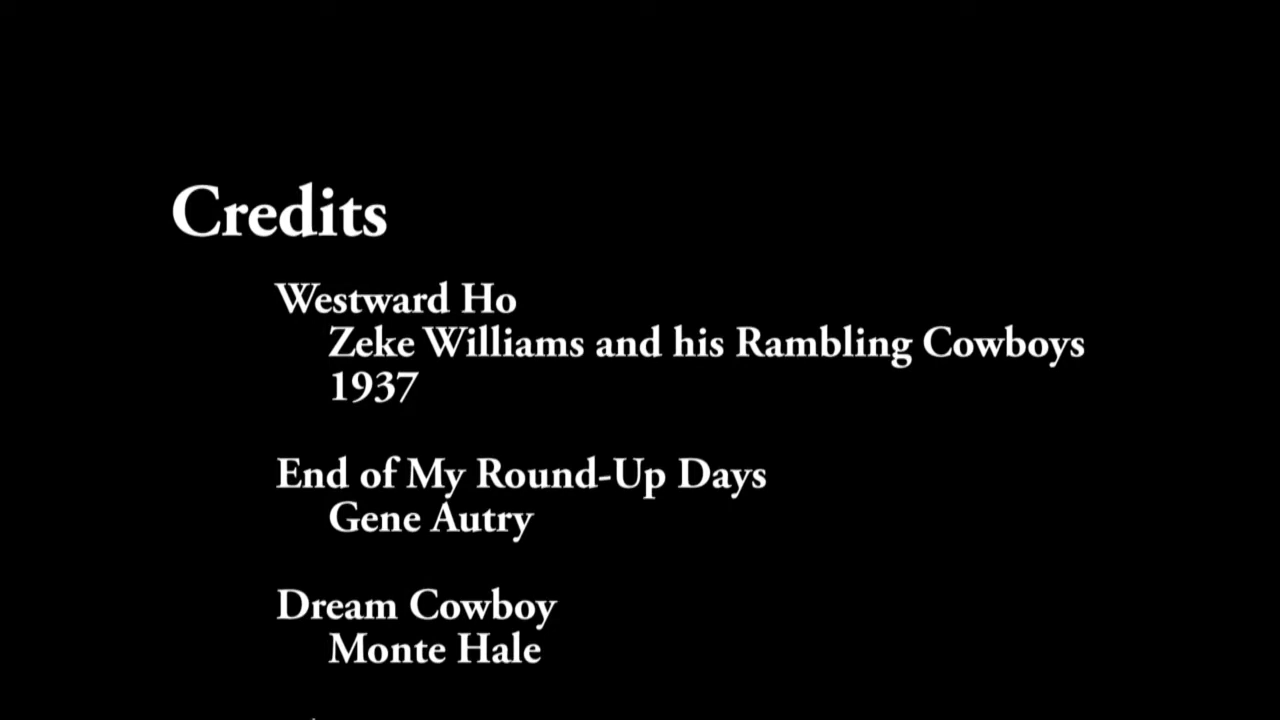 Credits
Westward Ho
Zeke Williams and his Rambling Cowboys
1937
End of My Round-Up Days
Gene Autry
Dream Cowboy
Monte Hale